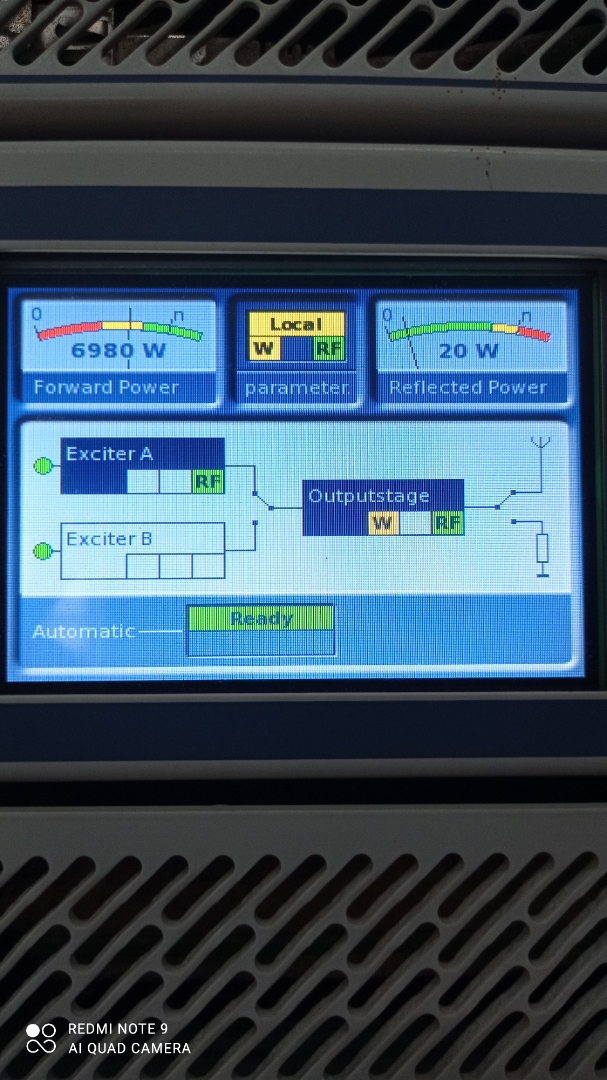 0 n
6980 W
Forward Power
Local
W RF
parameter.
0 n
20 W
Reflected Power
Exciter A
RF
Exciter B
Outputstage
W RF
Automatic
Ready
REDMI NOTE 9
AI QUAD CAMERA